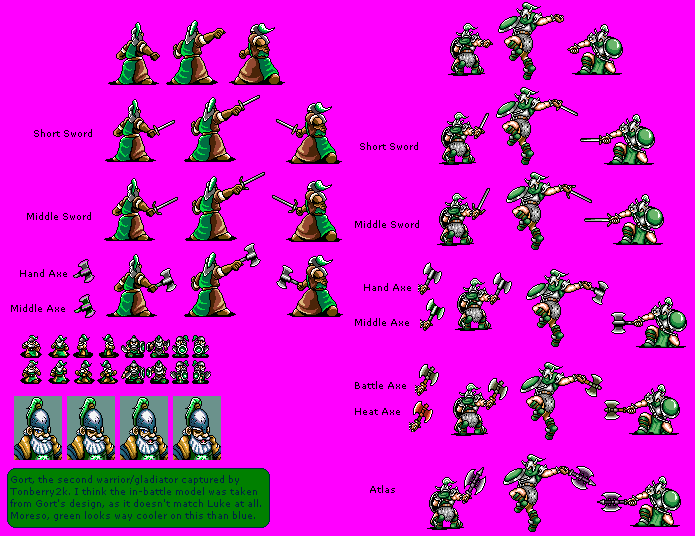 Short Sword
Middle Sword
Hand Axe
Middle Axe
Short Sword
Middle Sword
Hand Axe
Middle Axe
Battle Axe
Heat Axe
Atlas
Gort, the second warrior/gladiator captured by
Tonberry2k. I think the in-battle model was taken
from Gort's design, as it doesn't match Luke at all.
Moreso, green looks way cooler on this than blue.